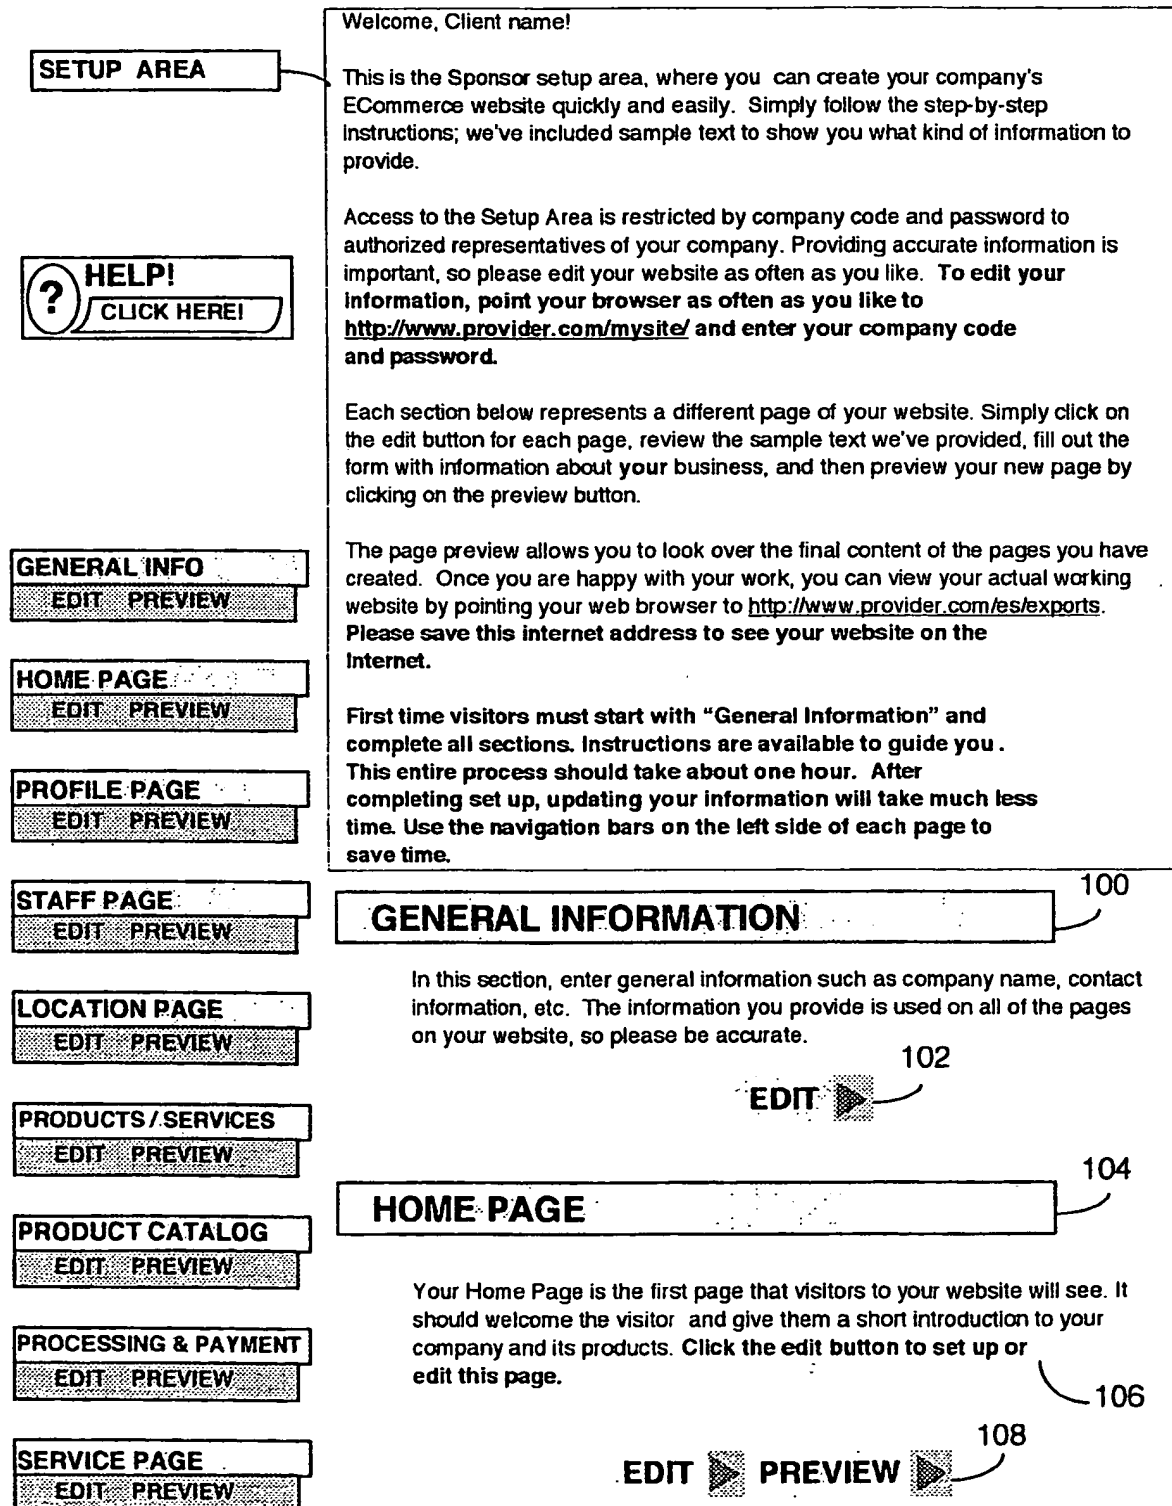 SETUP AREA
HELP!
?
CLICK HERE!
GENERAL INFO
EDIT PREVIEW
HOME PAGE
EDIT PREVIEW
PROFILE PAGE
EDIT PREVIEW
STAFF PAGE
EDIT PREVIEW
LOCATION PAGE
EDIT PREVIEW
PRODUCTS / SERVICES
EDIT PREVIEW
PRODUCT CATALOG
EDIT PREVIEW
PROCESSING & PAYMENT
EDIT PREVIEW
SERVICE PAGE
EDIT PREVIEW
Welcome, Client name!
This is the Sponsor setup area, where you can create your company's
ECommerce website quickly and easily. Simply follow the step-by-step
instructions; we've included sample text to show you what kind of information to
provide.
Access to the Setup Area is restricted by company code and password to
authorized representatives of your company. Providing accurate information is
important, so please edit your website as often as you like. To edit your
information, point your browser as often as you like to
http://www.provider.com/mysite/ and enter your company code
and password.
Each section below represents a different page of your website. Simply click on
the edit button for each page, review the sample text we've provided, fill out the
form with information about your business, and then preview your new page by
clicking on the preview button.
The page preview allows you to look over the final content of the pages you have
created. Once you are happy with your work, you can view your actual working
website by pointing your web browser to http://www.provider.com/es/exports.
Please save this internet address to see your website on the
Internet.
First time visitors must start with "General Information" and
complete all sections. Instructions are available to guide you.
This entire process should take about one hour. After
completing set up, updating your information will take much less
time. Use the navigation bars on the left side of each page to
save time.
100
GENERAL INFORMATION
In this section, enter general information such as company name, contact
information, etc. The information you provide is used on all of the pages
on your website, so please be accurate.
102
EDIT
104
HOME PAGE
Your Home Page is the first page that visitors to your website will see. It
should welcome the visitor and give them a short introduction to your
company and its products. Click the edit button to set up or
edit this page.
106
108
EDIT PREVIEW